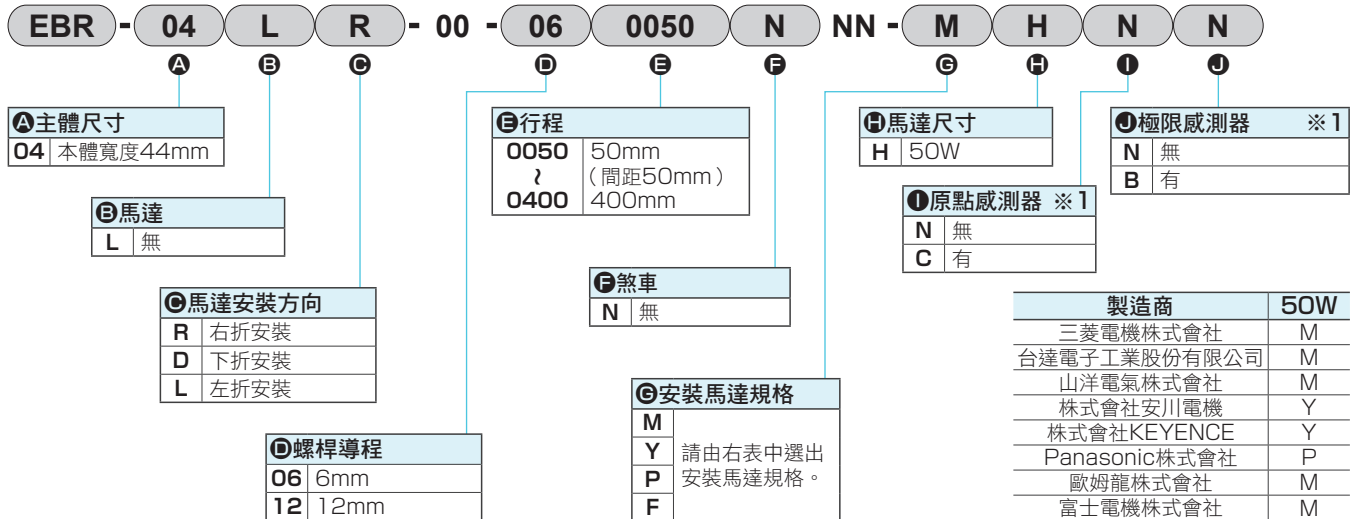 EBR - 04 L R - 00 - 06 0050 N NN - M H N N
A B C D E F G H I J
A主體尺寸
04 本體寬度44mm
B馬達
L 無
C馬達安裝方向
R 右折安裝
D 下折安裝
L 左折安裝
D螺桿導程
06 6mm
12 12mm
E行程
0050 50mm
~ (間距50mm)
0400 400mm
F煞車
N 無
G安裝馬達規格
M
Y
P
F
請由右表中選出
安裝馬達規格。
H馬達尺寸
H 50W
I原點感測器 ※1
N 無
C 有
J極限感測器 ※1
N 無
B 有
製造商 50W
三菱電機株式會社 M
台達電子工業股份有限公司 M
山洋電氣株式會社 M
株式會社安川電機 Y
株式會社KEYENCE Y
Panasonic株式會社 P
歐姆龍株式會社 M
富士電機株式會社 M